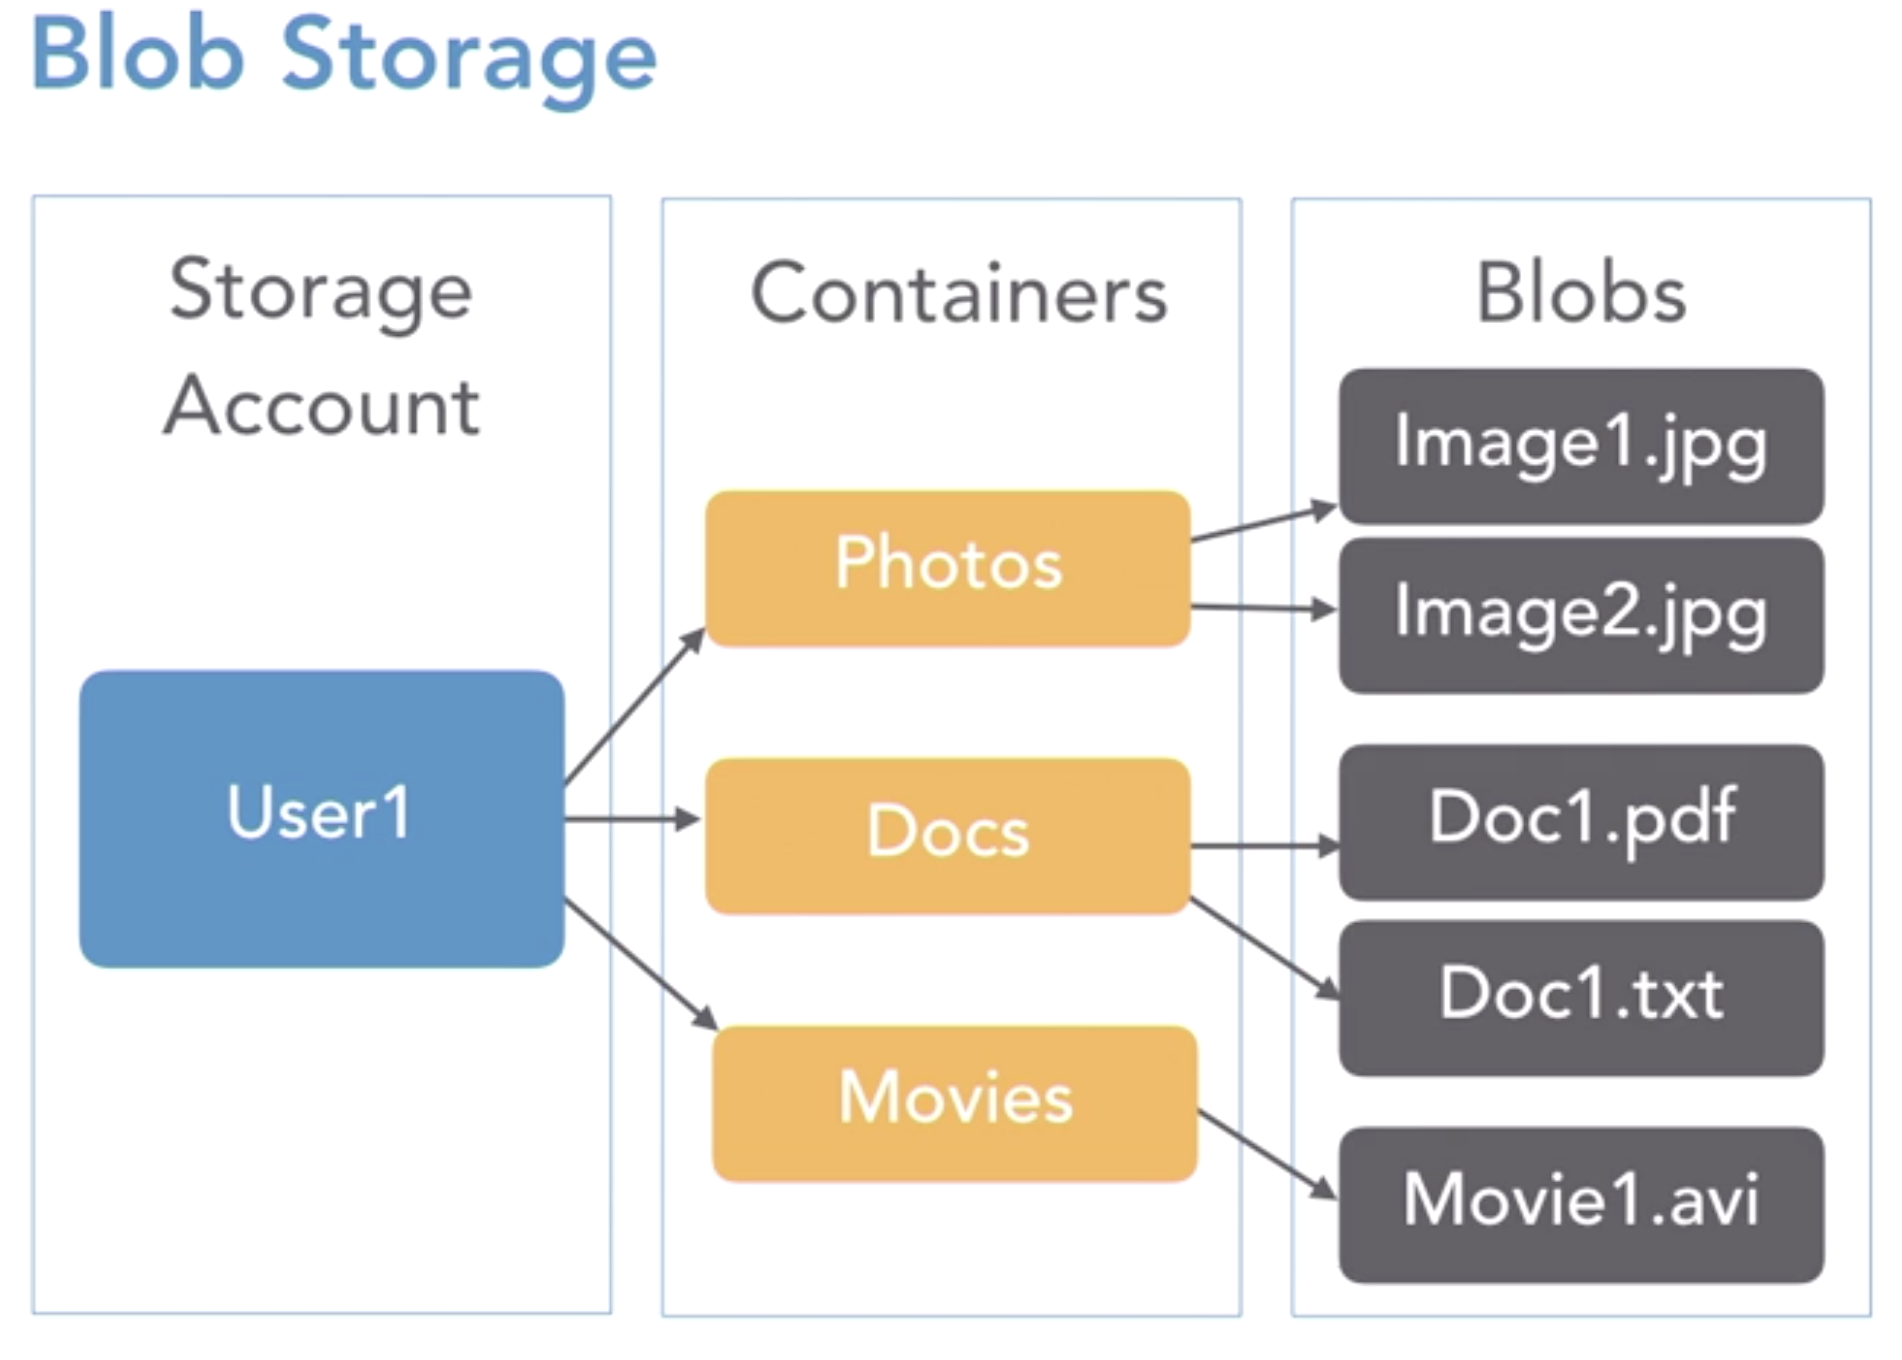 Blob Storage
Storage
Account
User1
Containers
Photos
Docs
Movies
Blobs
Image1.jpg
Image2.jpg
Doc1.pdf
Doc1.txt
Movie1.avi